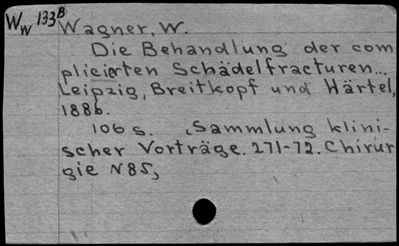 Ww 133B Wagner, W.
Die Behandlung der com
plicierten Schädelfracturen...
Leipzig, Breitkopf und Härtel,
1886.
106 s. (Sammlung klini-
scher Vorträge. 271-72. Chirur
gie N85)